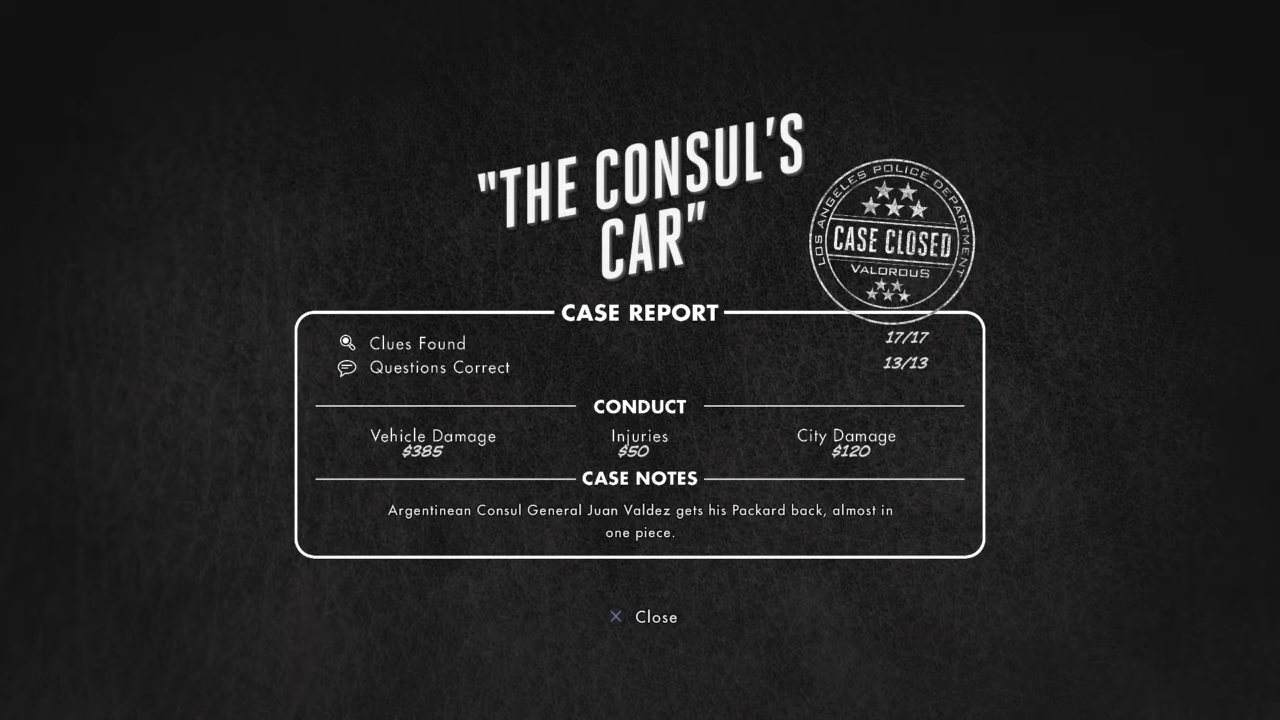 "THE CONSUL'S
CAR"
LOS ANGELES POLICE DEPARTMENT
CASE CLOSED
VALOROUS
CASE REPORT
Clues Found 17/17
Questions Correct 13/13
CONDUCT
Vehicle Damage Injuries City Damage
$385 $50 $120
CASE NOTES
Argentinean Consul General Juan Valdez gets his Packard back, almost in
one piece.
Close